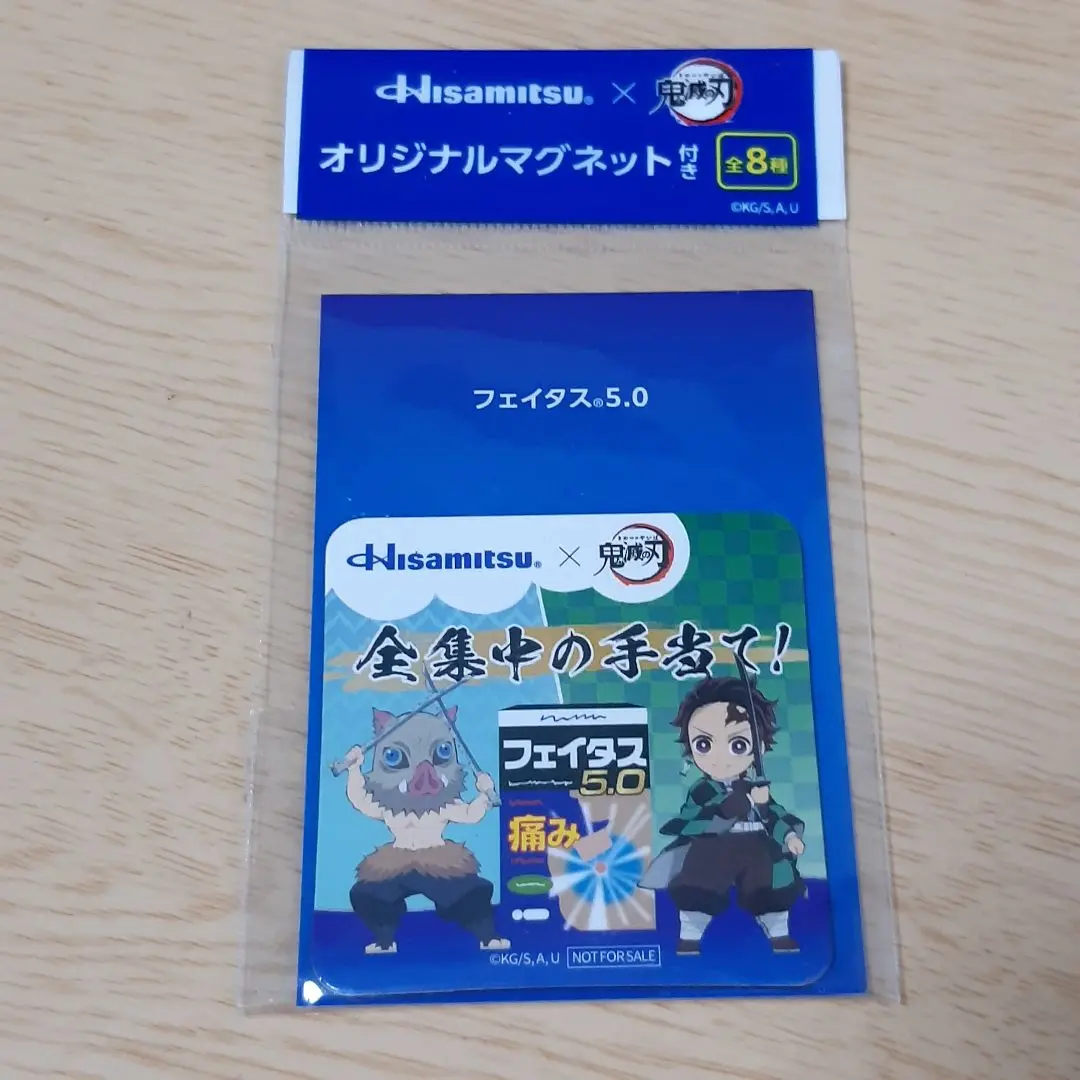 Hisamitsu® × 鬼滅の刃
オリジナルマグネット付き 全8種
©KG/S, A, U
フェイタス®5.0
Hisamitsu® × 鬼滅の刃
全集中の手当て!
フェイタス
5.0
痛み
©KG/S, A, U NOT FOR SALE